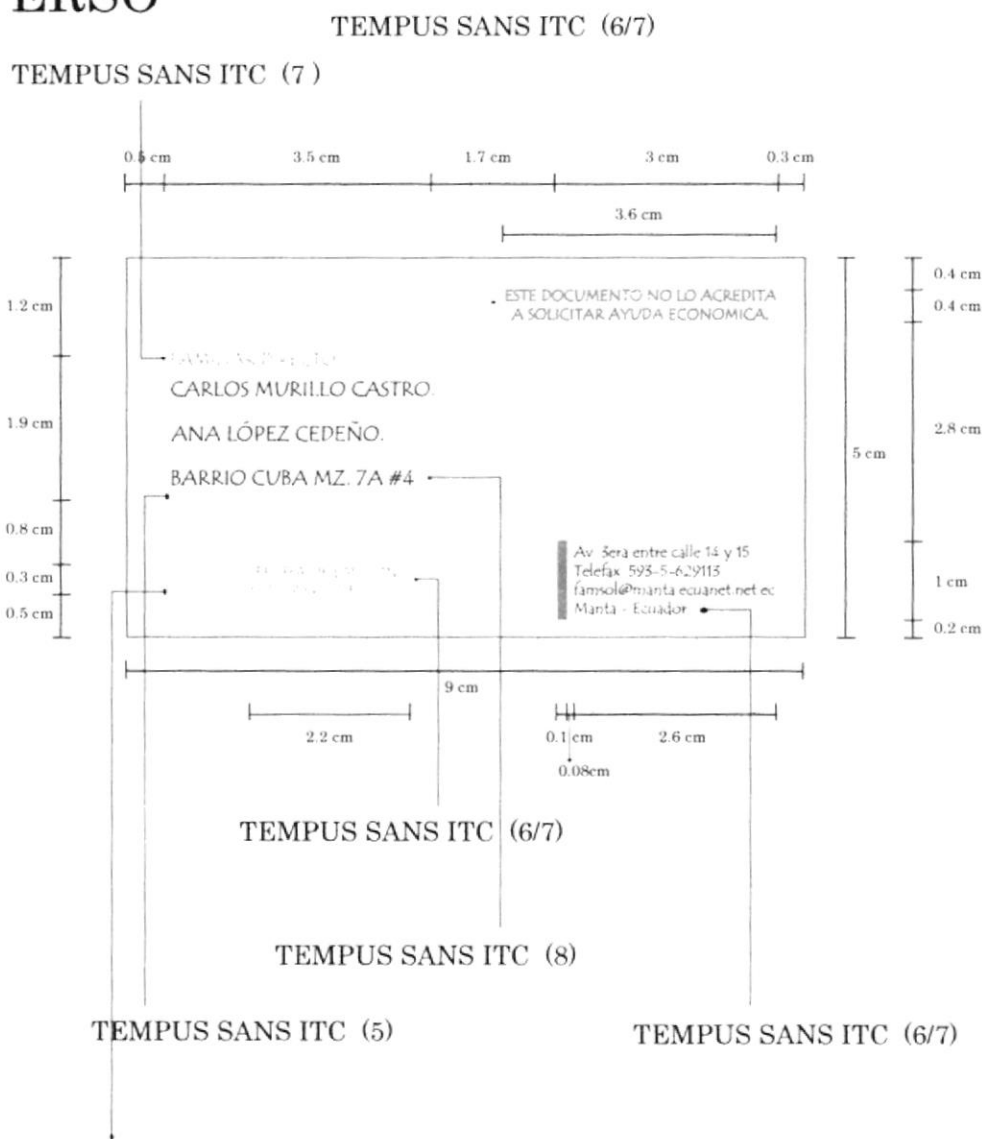 ERSO
TEMPUS SANS ITC (6/7)
TEMPUS SANS ITC (7 )
0.5 cm 3.5 cm 1.7 cm 3 cm 0.3 cm
3.6 cm
1.2 cm
1.9 cm
0.8 cm
0.3 cm
0.5 cm
ESTE DOCUMENTO NO LO ACREDITA
A SOLICITAR AYUDA ECONOMICA.
FAMILIAR DIRECTO
CARLOS MURILLO CASTRO.
ANA LÓPEZ CEDEÑO.
BARRIO CUBA MZ. 7A #4
Av 3era entre calle 14 y 15
Telefax 593-5-629113
famsol@manta.ecuanet.net.ec
Manta - Ecuador
5 cm
0.4 cm
0.4 cm
2.8 cm
1 cm
0.2 cm
9 cm
2.2 cm 0.1 cm 2.6 cm
0.08cm
TEMPUS SANS ITC (6/7)
TEMPUS SANS ITC (8)
TEMPUS SANS ITC (5)
TEMPUS SANS ITC (6/7)